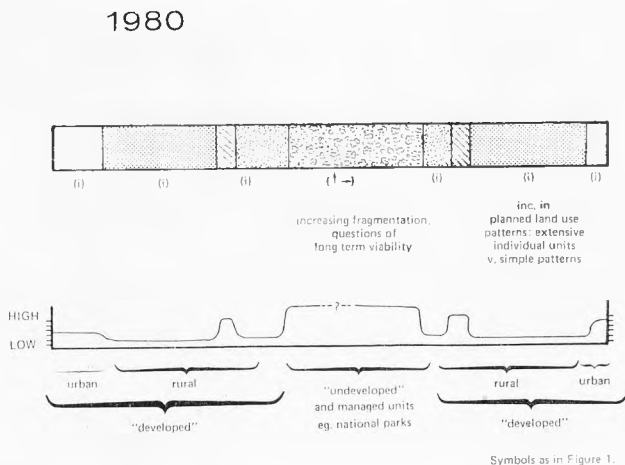 1980
(i) (i) (i) (↑→) (i) (i) (i)
increasing fragmentation,
questions of
long term viability
inc. in
planned land use
patterns: extensive
individual units
v. simple patterns
HIGH
--?--
LOW
urban rural rural urban
"undeveloped"
and managed units
eg. national parks
"developed" "developed"
Symbols as in Figure 1.